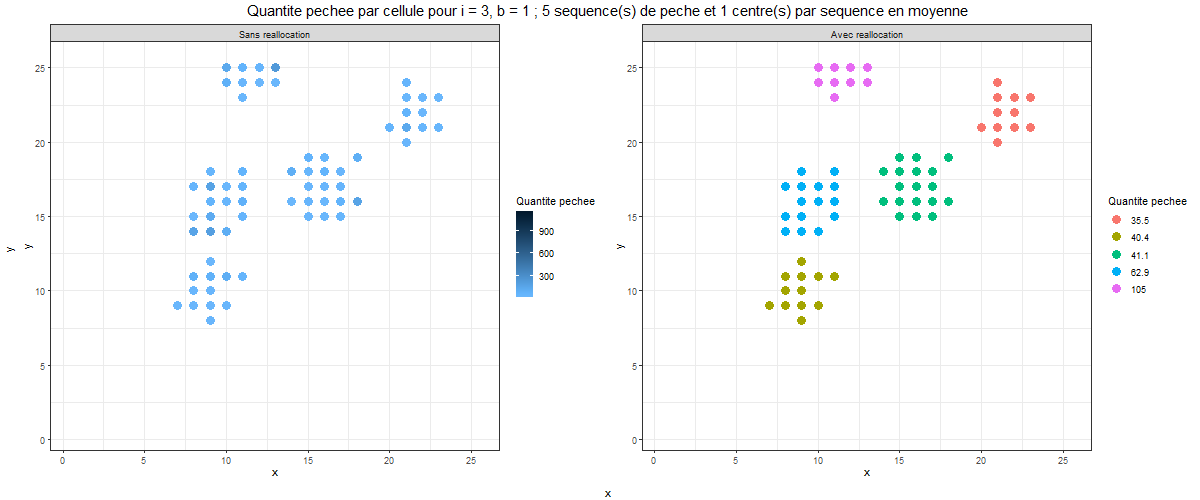 Quantite pechee par cellule pour i = 3, b = 1 ; 5 sequence(s) de peche et 1 centre(s) par sequence en moyenne
Sans reallocation
25
20
15
10
5
0
y
y
0 5 10 15 20 25
x
Quantite pechee
900
600
300
Avec reallocation
25
20
15
10
5
0
y
0 5 10 15 20 25
x
Quantite pechee
35.5
40.4
41.1
62.9
105
x